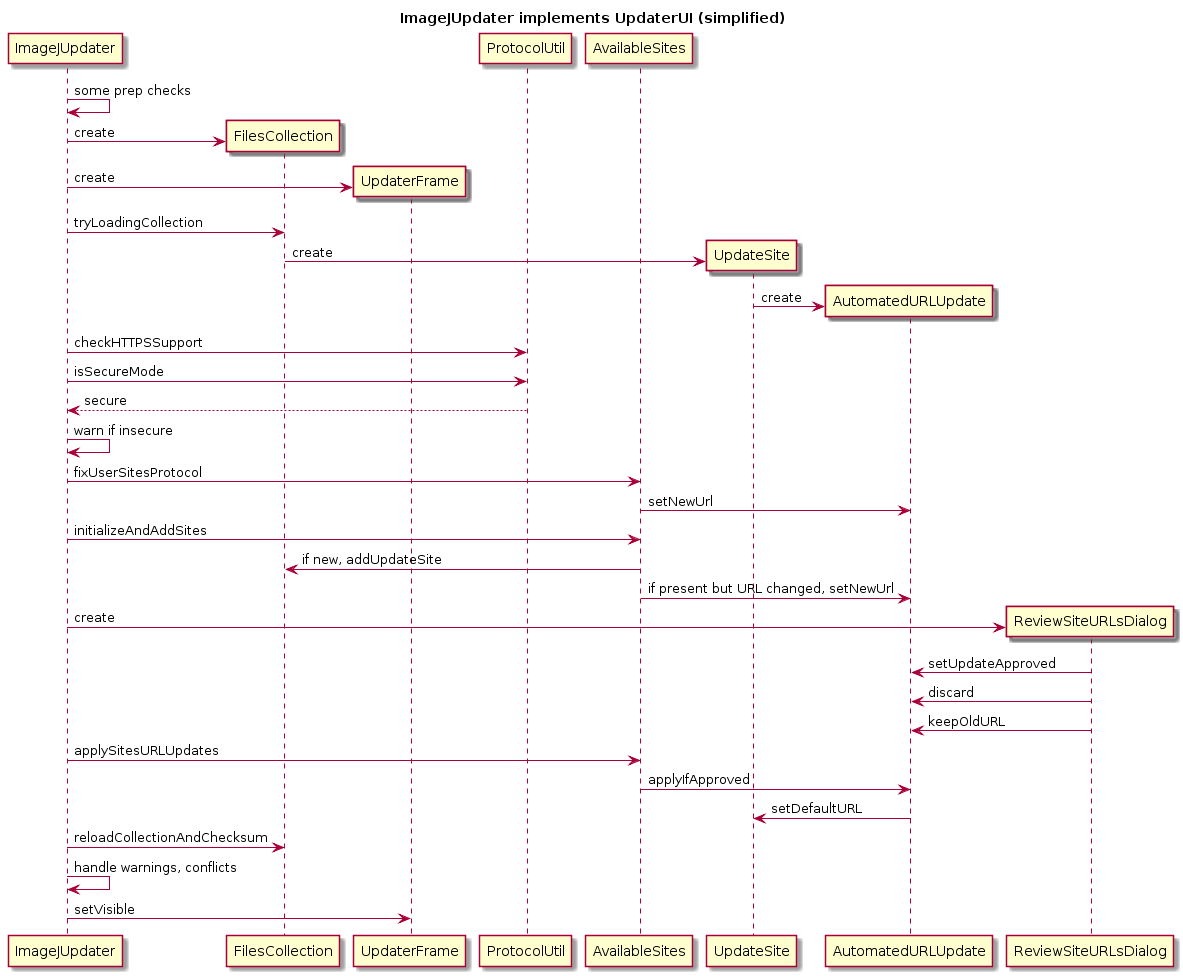 ImageJUpdater implements UpdaterUI (simplified)
ImageJUpdater
ProtocolUtil
AvailableSites
some prep checks
create
FilesCollection
create
UpdaterFrame
tryLoadingCollection
create
UpdateSite
create
AutomatedURLUpdate
checkHTTPSSupport
isSecureMode
secure
warn if insecure
fixUserSitesProtocol
setNewUrl
initializeAndAddSites
if new, addUpdateSite
if present but URL changed, setNewUrl
create
ReviewSiteURLsDialog
setUpdateApproved
discard
keepOldURL
applySitesURLUpdates
applyIfApproved
setDefaultURL
reloadCollectionAndChecksum
handle warnings, conflicts
setVisible
ImageJUpdater
FilesCollection
UpdaterFrame
ProtocolUtil
AvailableSites
UpdateSite
AutomatedURLUpdate
ReviewSiteURLsDialog